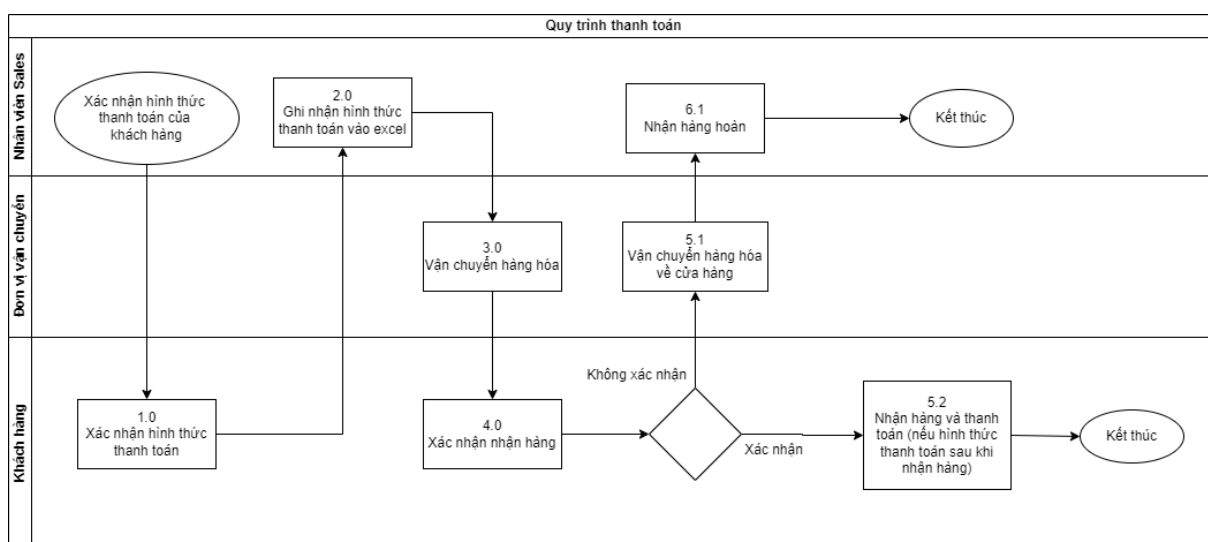 Quy trình thanh toán
Nhân viên Sales
Xác nhận hình thức
thanh toán của
khách hàng
2.0
Ghi nhận hình thức
thanh toán vào excel
6.1
Nhận hàng hoàn
Kết thúc
Đơn vị vận chuyển
3.0
Vận chuyển hàng hóa
5.1
Vận chuyển hàng hóa
về cửa hàng
Khách hàng
1.0
Xác nhận hình thức
thanh toán
4.0
Xác nhận nhận hàng
Không xác nhận
Xác nhận
5.2
Nhận hàng và thanh
toán (nếu hình thức
thanh toán sau khi
nhận hàng)
Kết thúc